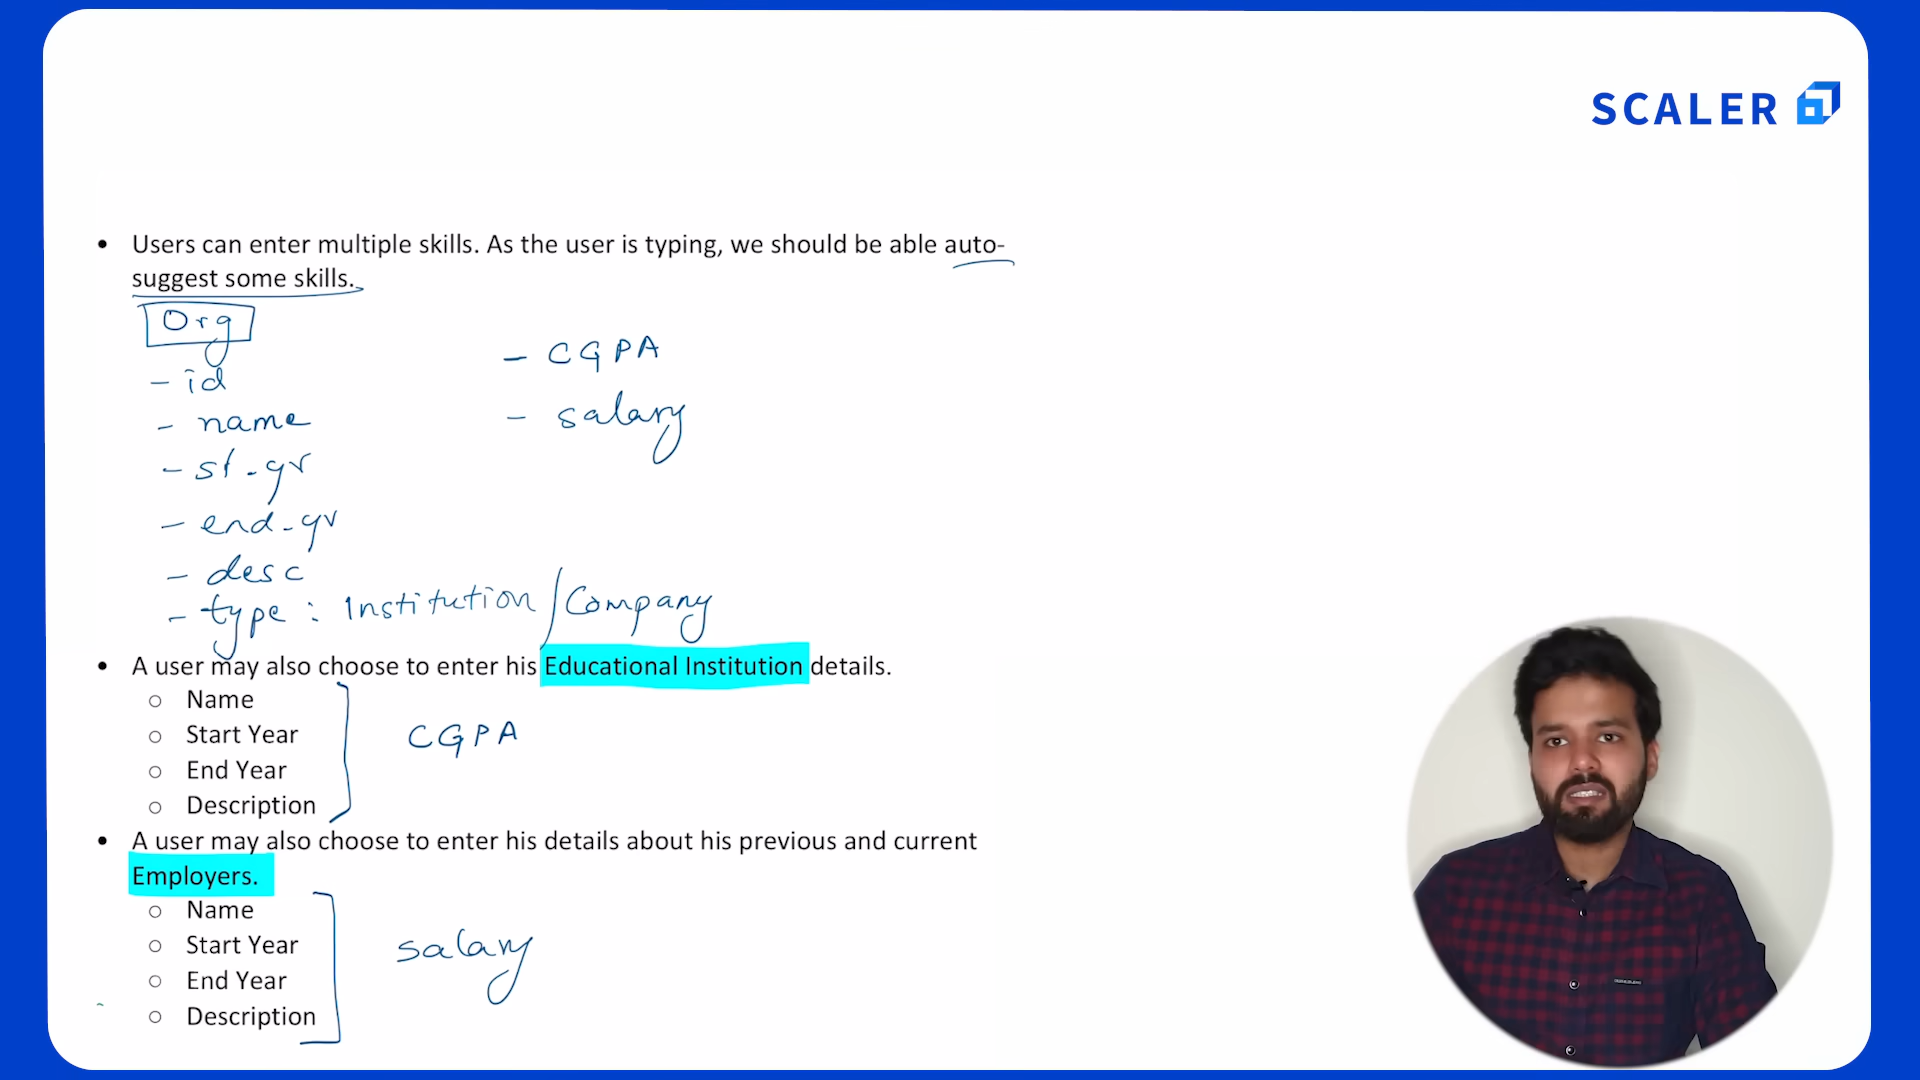 SCALER
Users can enter multiple skills. As the user is typing, we should be able auto-
suggest some skills.
Org
- id
- name
- st-yr
- end-yr
- desc
- type : Institution / Company
- CGPA
- salary
A user may also choose to enter his Educational Institution details.
Name
Start Year
End Year
Description
CGPA
A user may also choose to enter his details about his previous and current
Employers.
Name
Start Year
End Year
Description
salary